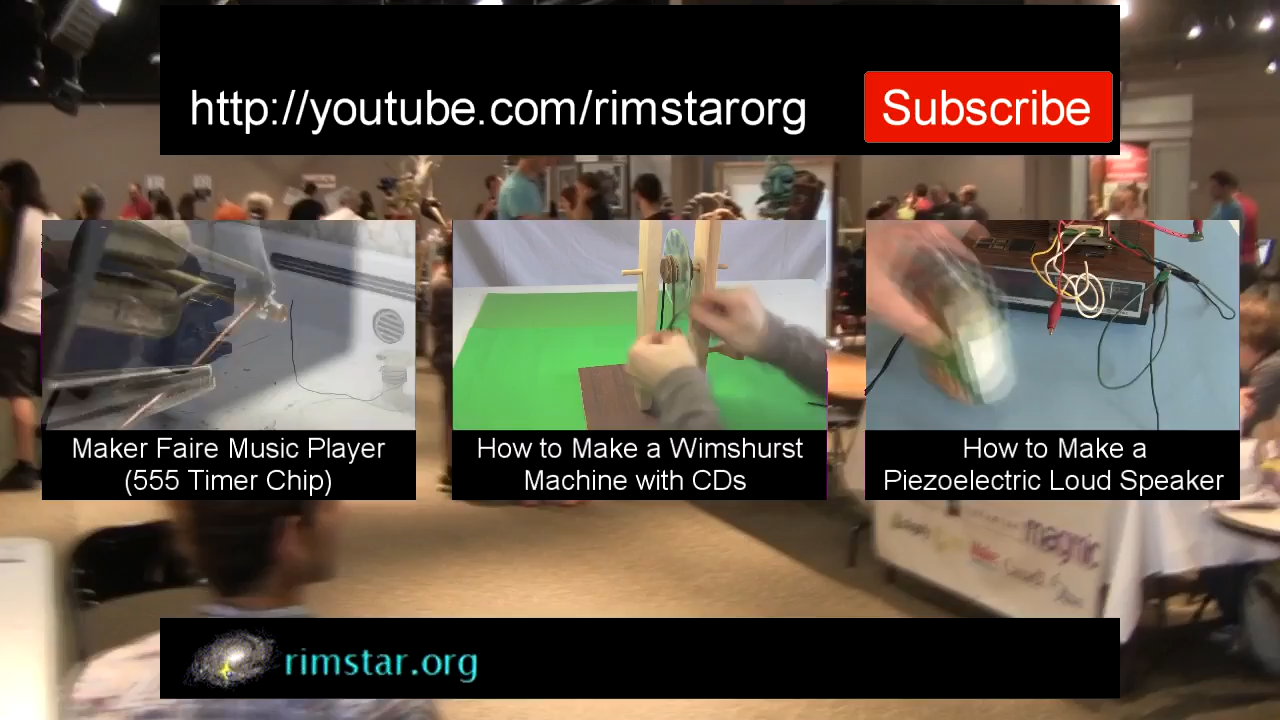 http://youtube.com/rimstarorg
Subscribe
Maker Faire Music Player
(555 Timer Chip)
How to Make a Wimshurst
Machine with CDs
How to Make a
Piezoelectric Loud Speaker
magmic
rimstar.org